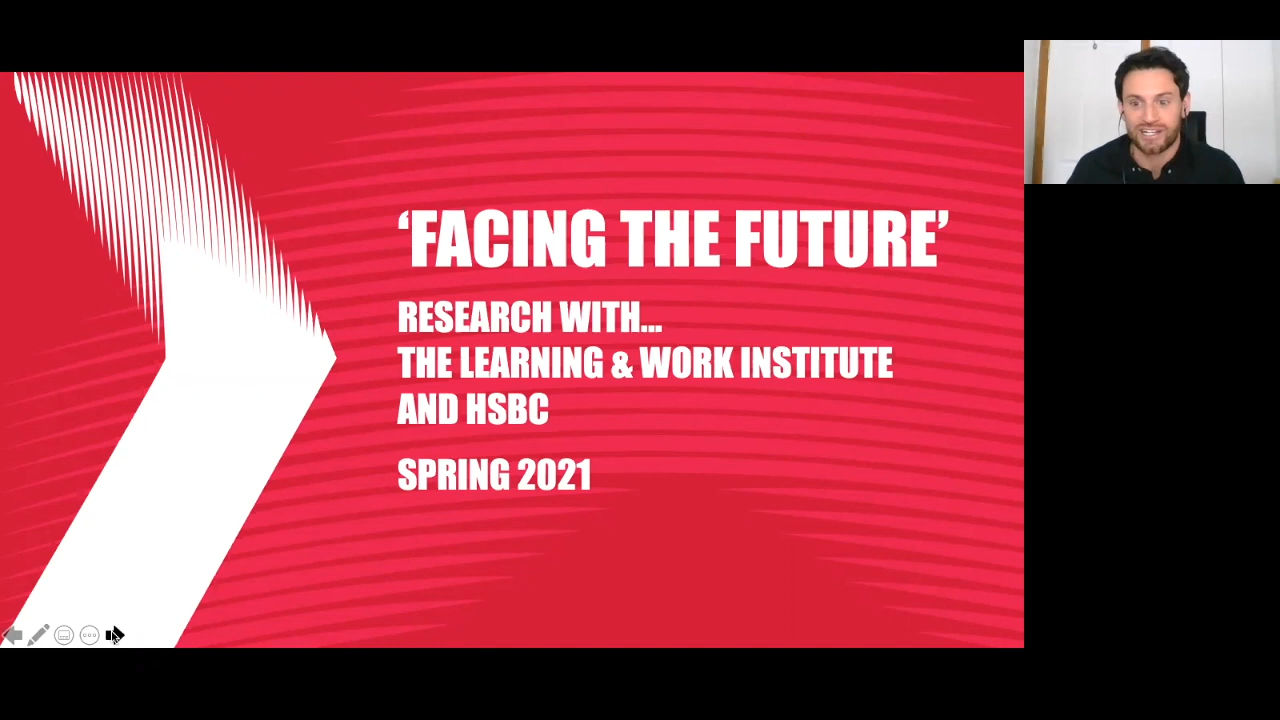 ‘FACING THE FUTURE’
RESEARCH WITH...
THE LEARNING & WORK INSTITUTE
AND HSBC
SPRING 2021